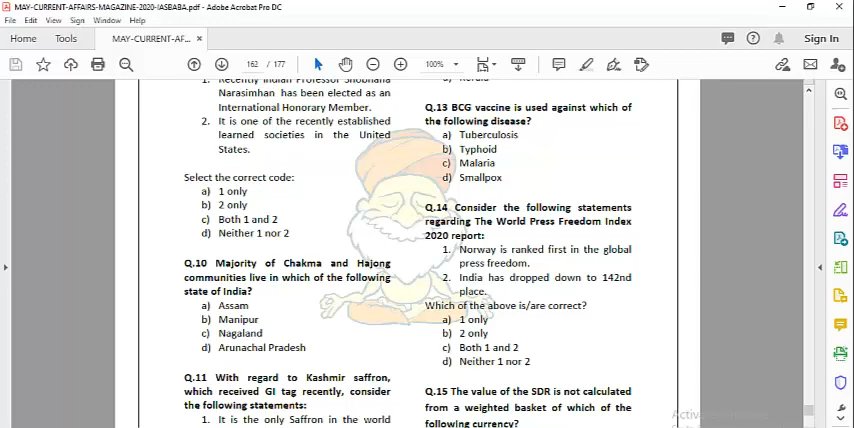 MAY-CURRENT-AFFAIRS-MAGAZINE-2020-IASBABA.pdf - Adobe Acrobat Pro DC
File Edit View Sign Window Help
Home Tools MAY-CURRENT-AF... × Sign In
162 / 177 100%
1. Recently Indian Professor Shobhana
Narasimhan has been elected as an
International Honorary Member.
2. It is one of the recently established
learned societies in the United
States.
Select the correct code:
a) 1 only
b) 2 only
c) Both 1 and 2
d) Neither 1 nor 2
Q.10 Majority of Chakma and Hajong
communities live in which of the following
state of India?
a) Assam
b) Manipur
c) Nagaland
d) Arunachal Pradesh
Q.11 With regard to Kashmir saffron,
which received GI tag recently, consider
the following statements:
1. It is the only Saffron in the world
d) Kerala
Q.13 BCG vaccine is used against which of
the following disease?
a) Tuberculosis
b) Typhoid
c) Malaria
d) Smallpox
Q.14 Consider the following statements
regarding The World Press Freedom Index
2020 report:
1. Norway is ranked first in the global
press freedom.
2. India has dropped down to 142nd
place.
Which of the above is/are correct?
a) 1 only
b) 2 only
c) Both 1 and 2
d) Neither 1 nor 2
Q.15 The value of the SDR is not calculated
from a weighted basket of which of the
following currency?